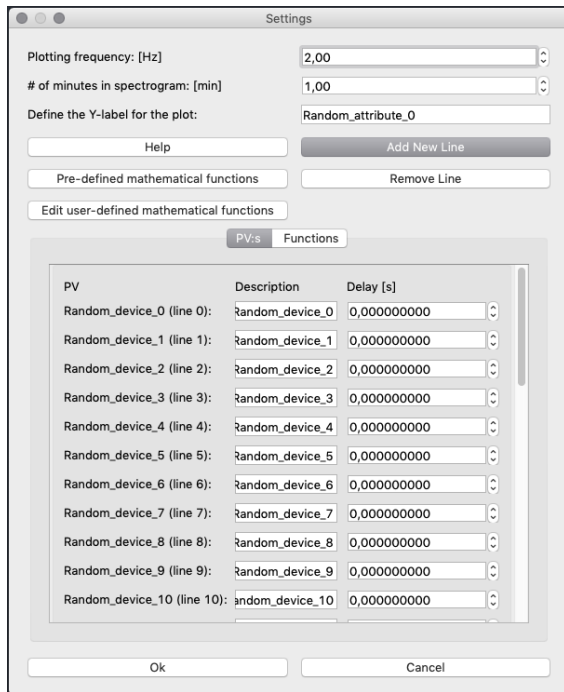 Settings
Plotting frequency: [Hz] 2,00
# of minutes in spectrogram: [min] 1,00
Define the Y-label for the plot: Random_attribute_0
Help Add New Line
Pre-defined mathematical functions Remove Line
Edit user-defined mathematical functions
PV:s Functions
PV Description Delay [s]
Random_device_0 (line 0): Random_device_0 0,000000000
Random_device_1 (line 1): Random_device_1 0,000000000
Random_device_2 (line 2): Random_device_2 0,000000000
Random_device_3 (line 3): Random_device_3 0,000000000
Random_device_4 (line 4): Random_device_4 0,000000000
Random_device_5 (line 5): Random_device_5 0,000000000
Random_device_6 (line 6): Random_device_6 0,000000000
Random_device_7 (line 7): Random_device_7 0,000000000
Random_device_8 (line 8): Random_device_8 0,000000000
Random_device_9 (line 9): Random_device_9 0,000000000
Random_device_10 (line 10): andom_device_10 0,000000000
Ok Cancel